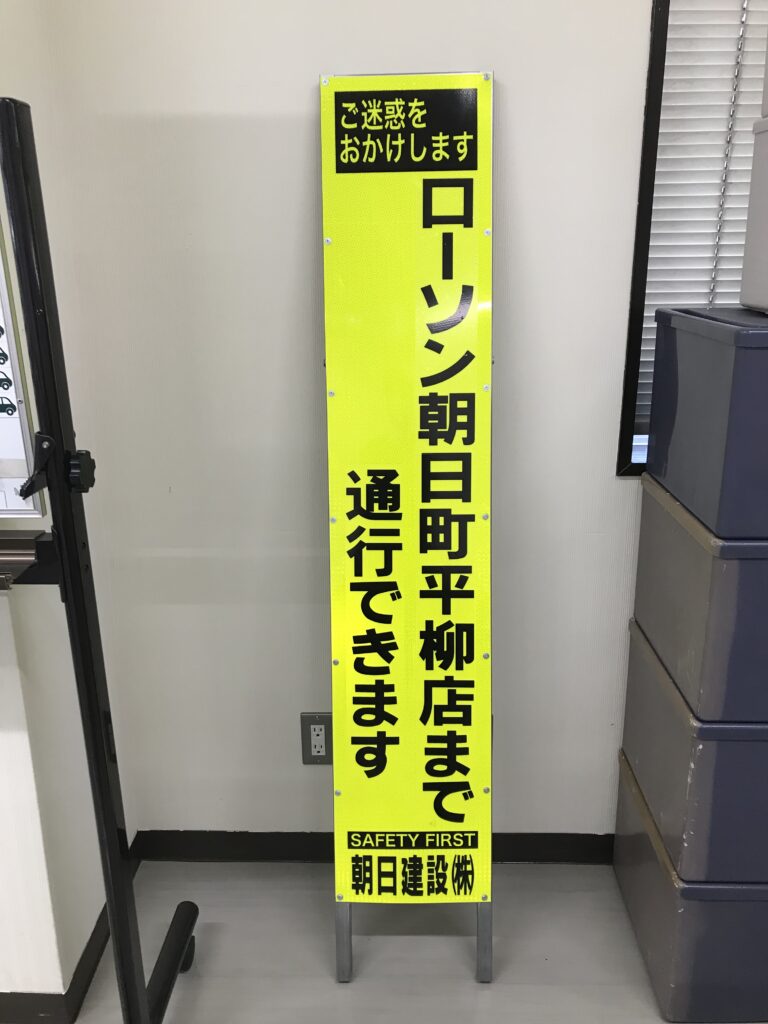 ご迷惑を
おかけします
ローソン朝日町平柳店まで
通行できます
SAFETY FIRST
朝日建設㈱